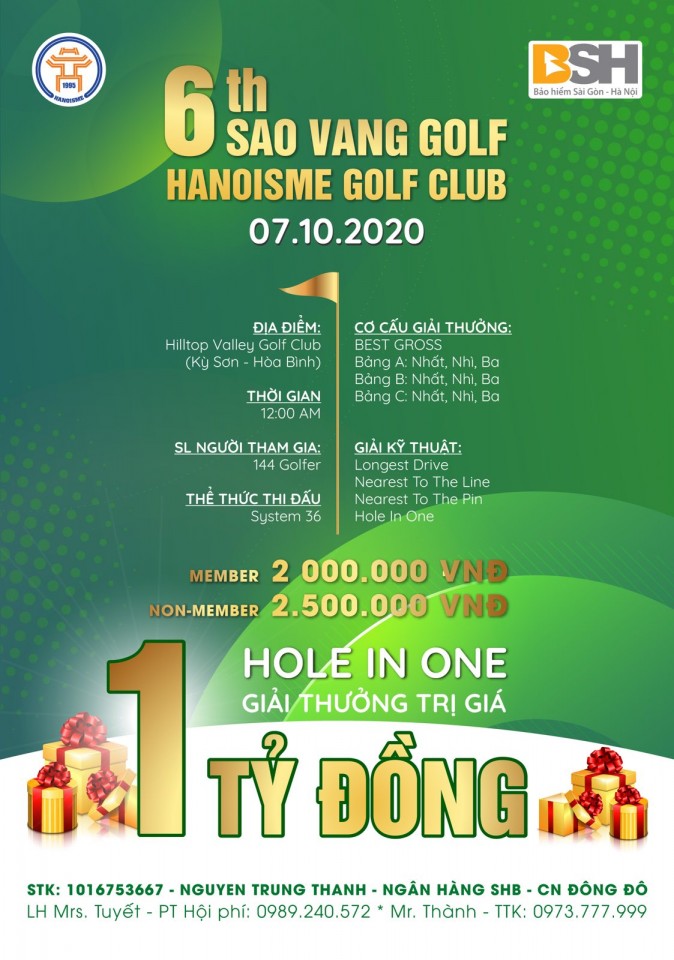 1995
HANOISME
BSH
Bảo hiểm Sài Gòn - Hà Nội
6th
SAO VANG GOLF
HANOISME GOLF CLUB
07.10.2020
ĐỊA ĐIỂM:
Hilltop Valley Golf Club
(Kỳ Sơn - Hòa Bình)
THỜI GIAN
12:00 AM
SL NGƯỜI THAM GIA:
144 Golfer
THỂ THỨC THI ĐẤU
System 36
CƠ CẤU GIẢI THƯỞNG:
BEST GROSS
Bảng A: Nhất, Nhì, Ba
Bảng B: Nhất, Nhì, Ba
Bảng C: Nhất, Nhì, Ba
GIẢI KỸ THUẬT:
Longest Drive
Nearest To The Line
Nearest To The Pin
Hole In One
MEMBER 2 000.000 VNĐ
NON-MEMBER 2.500.000 VNĐ
HOLE IN ONE
GIẢI THƯỞNG TRỊ GIÁ
1 TỶ ĐỒNG
STK: 1016753667 - NGUYEN TRUNG THANH - NGÂN HÀNG SHB - CN ĐÔNG ĐÔ
LH Mrs. Tuyết - PT Hội phí: 0989.240.572 * Mr. Thành - TTK: 0973.777.999